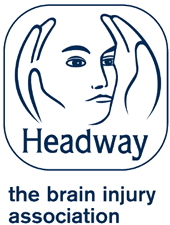 Headway
the brain injury
association